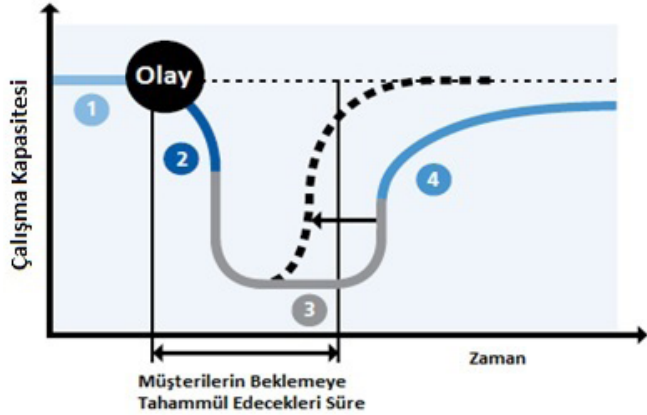 Çalışma Kapasitesi
Olay
1
2
3
4
Zaman
Müşterilerin Beklemeye
Tahammül Edecekleri Süre